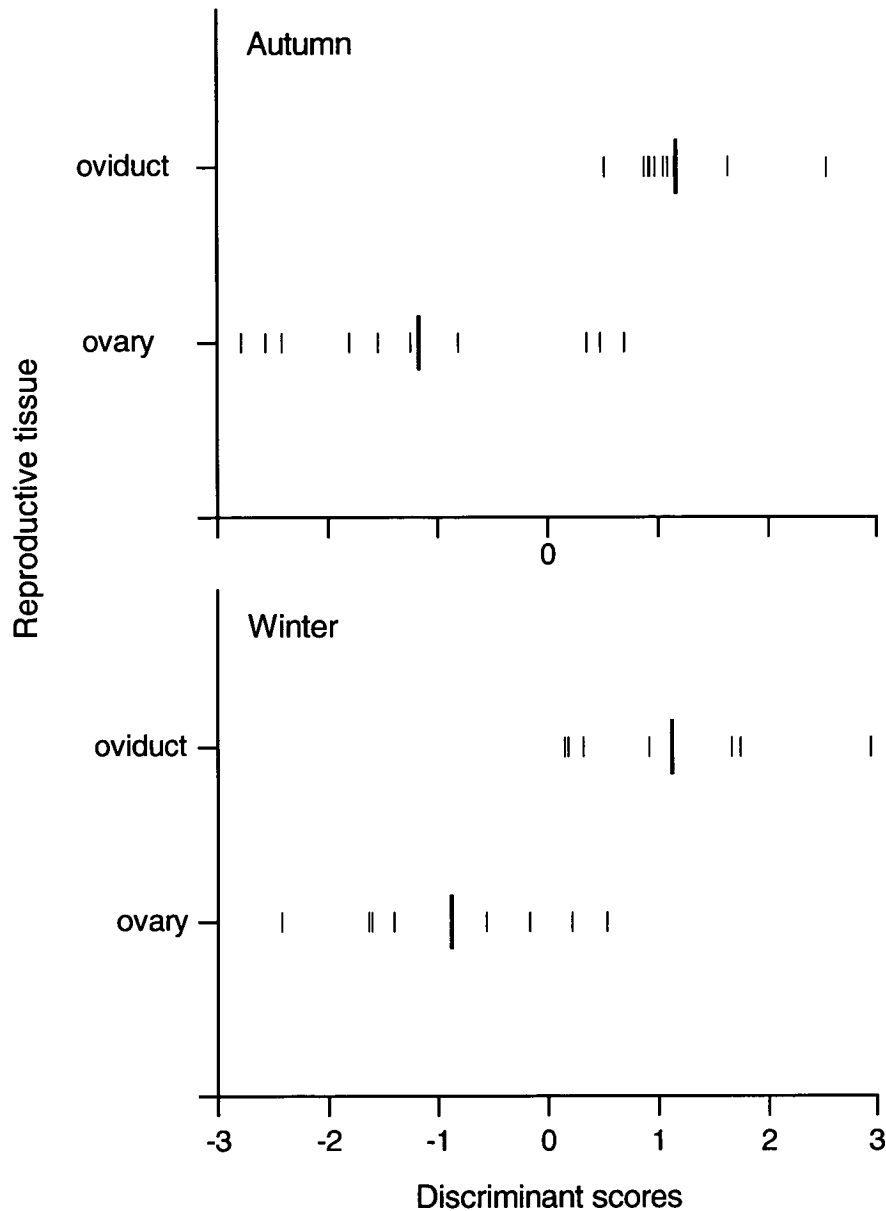 Reproductive tissue
Autumn
oviduct
ovary
0
Winter
oviduct
ovary
-3 -2 -1 0 1 2 3
Discriminant scores